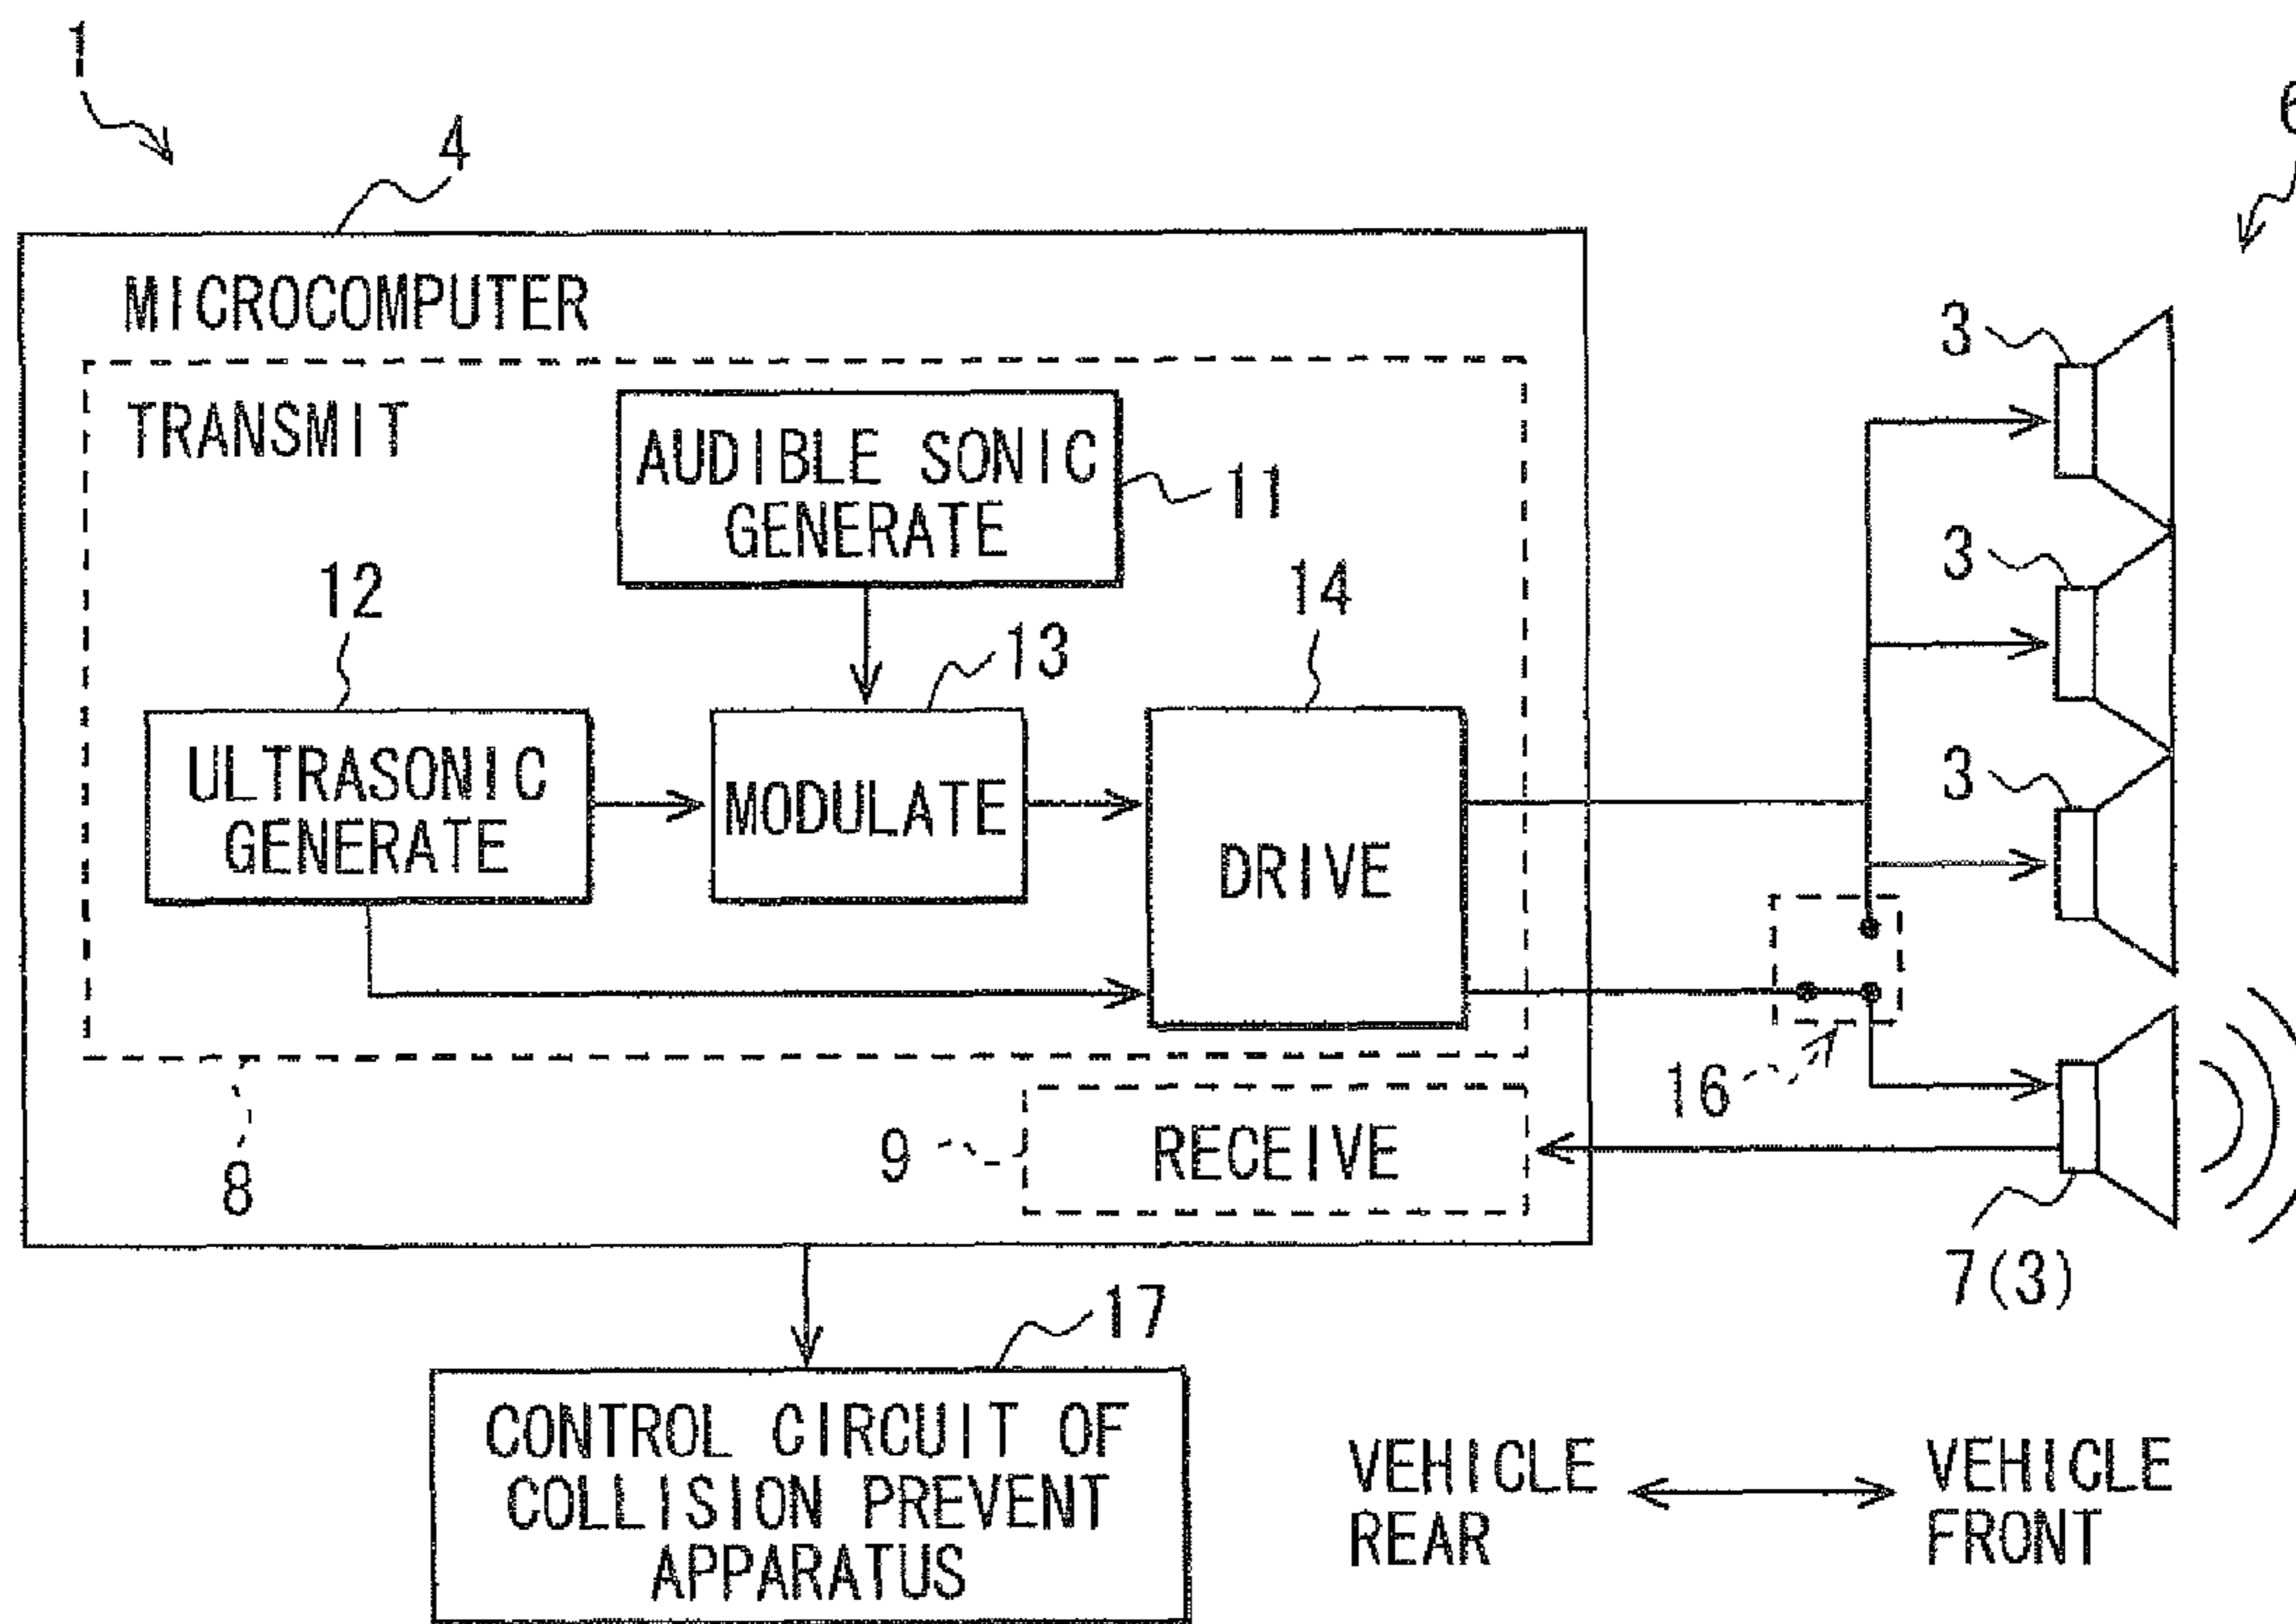 1
4
6
MICROCOMPUTER
3
TRANSMIT
AUDIBLE SONIC
GENERATE
11
3
12
14
13
ULTRASONIC
GENERATE
MODULATE
3
DRIVE
16
8
9
RECEIVE
7(3)
17
CONTROL CIRCUIT OF
COLLISION PREVENT
APPARATUS
VEHICLE
REAR
VEHICLE
FRONT